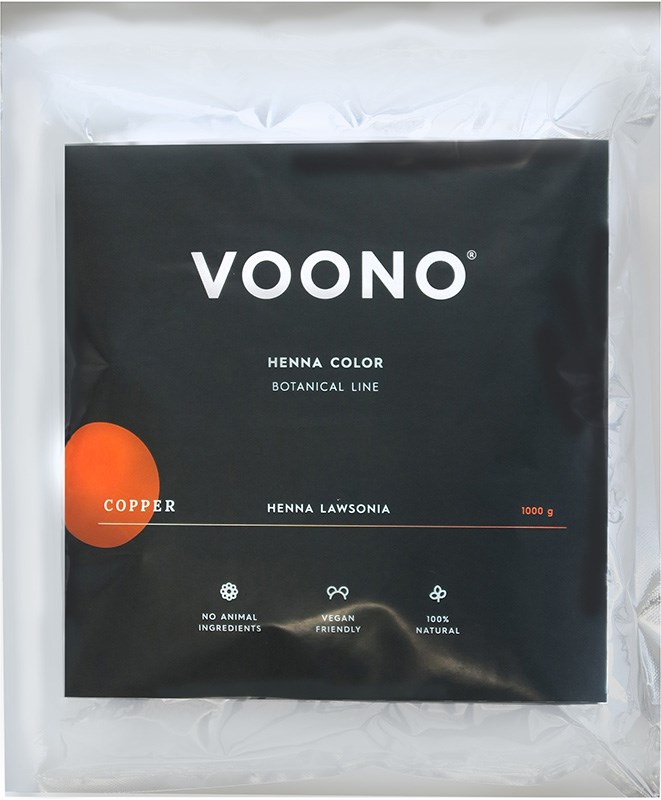 VOONO®
HENNA COLOR
BOTANICAL LINE
COPPER
HENNA LAWSONIA
1000 g
NO ANIMAL
INGREDIENTS
VEGAN
FRIENDLY
100%
NATURAL